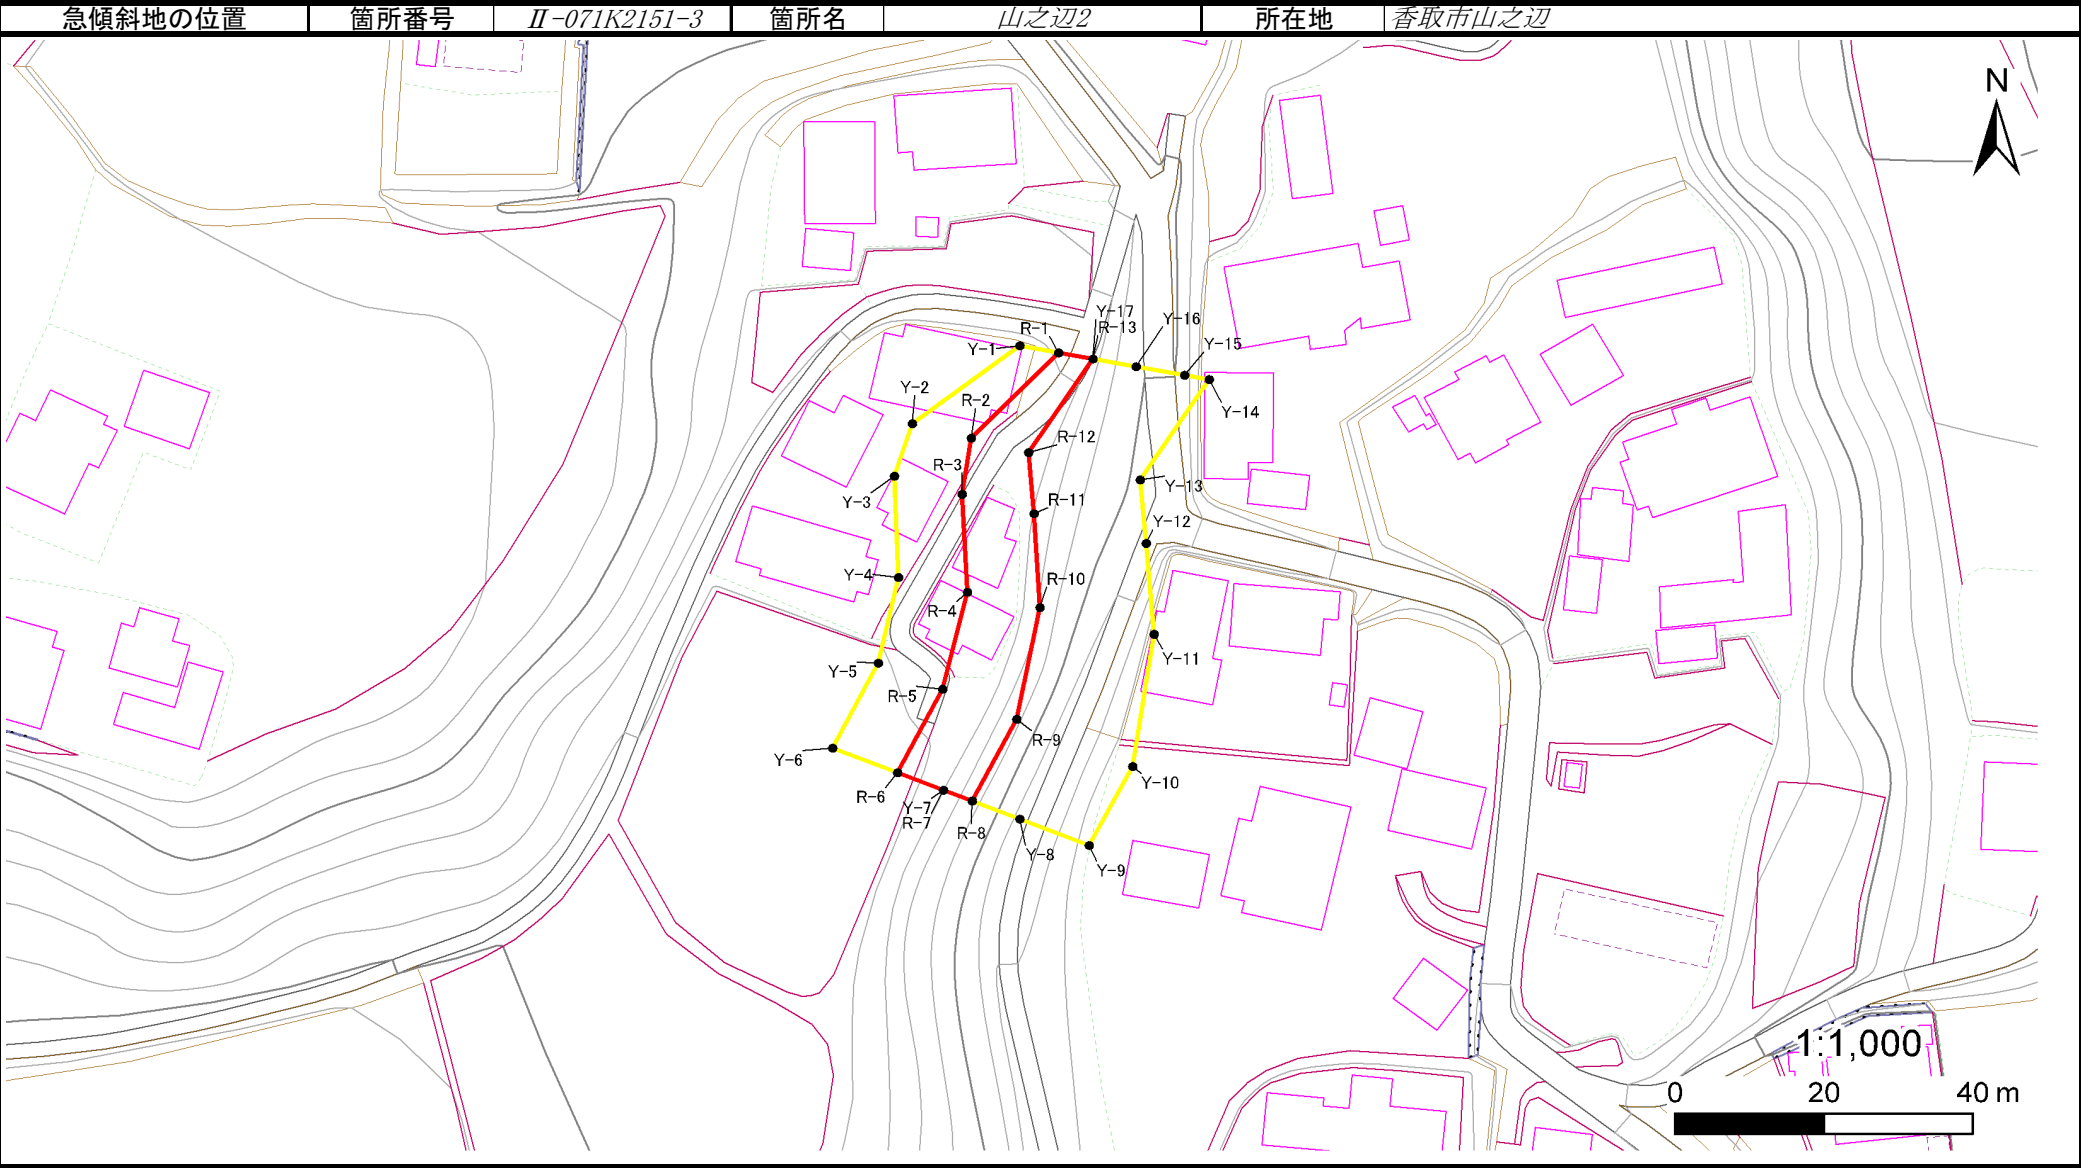 急傾斜地の位置 箇所番号 Ⅱ-071K2151-3 箇所名 山之辺2 所在地 香取市山之辺
N
Y-17
R-1 R-13 Y-16
Y-1 Y-15
Y-2
R-2 Y-14
R-12
R-3
Y-3 R-11 Y-13
Y-12
Y-4 R-10
R-4
Y-5 Y-11
R-5
R-9
Y-6
R-6 Y-10
Y-7
R-7 R-8
Y-8
Y-9
1:1,000
0 20 40 m